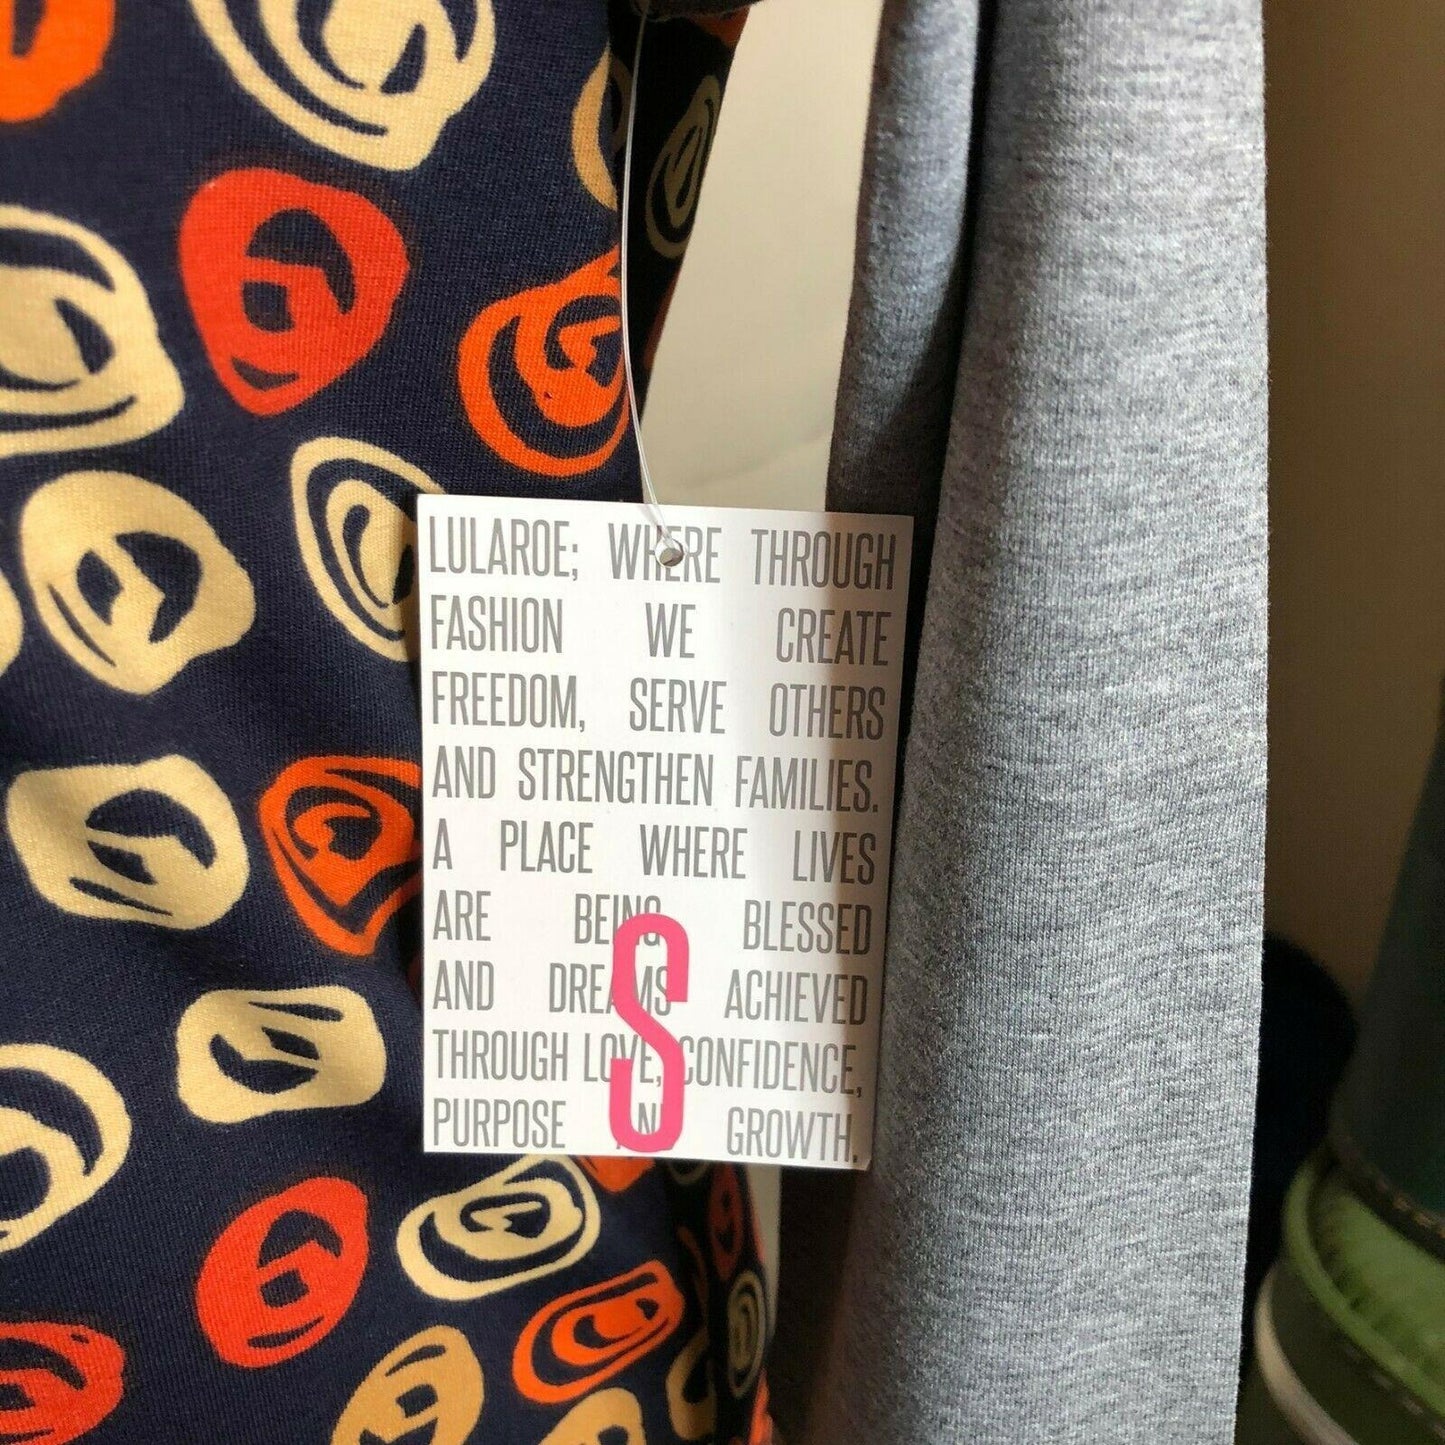 LULAROE; WHERE THROUGH
FASHION WE CREATE
FREEDOM, SERVE OTHERS
AND STRENGTHEN FAMILIES.
A PLACE WHERE LIVES
ARE BEING BLESSED
AND DREAMS ACHIEVED
THROUGH LOVE, CONFIDENCE,
PURPOSE AND GROWTH.
S